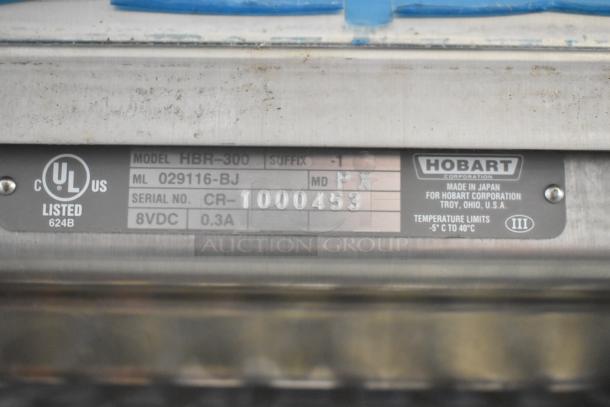 C UL US
LISTED
624B
MODEL HBR-300 SUFFIX -1
ML 029116-BJ MD P X
SERIAL NO. CR-1000453
8VDC 0.3A
HOBART
CORPORATION
MADE IN JAPAN
FOR HOBART CORPORATION
TROY, OHIO, U.S.A.
TEMPERATURE LIMITS
-5° C TO 40°C
III
AUCTION GROUP